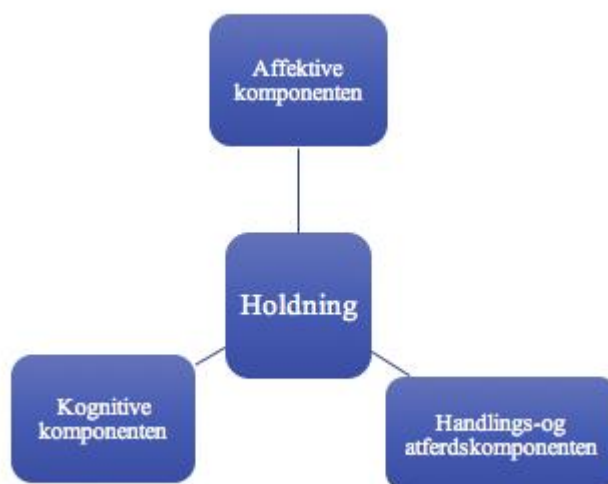 Affektive
komponenten
Holdning
Kognitive
komponenten
Handlings-og
atferdskomponenten